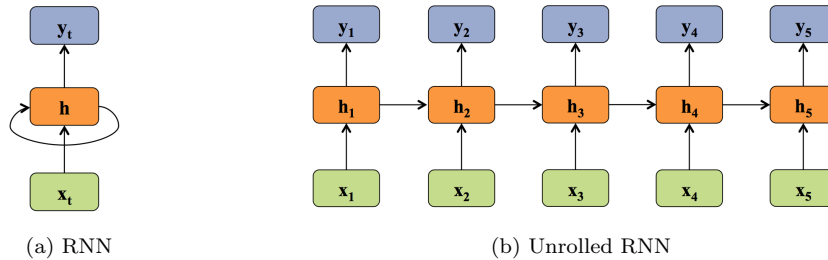 y_t
h
x_t
(a) RNN
y_1 y_2 y_3 y_4 y_5
h_1 h_2 h_3 h_4 h_5
x_1 x_2 x_3 x_4 x_5
(b) Unrolled RNN